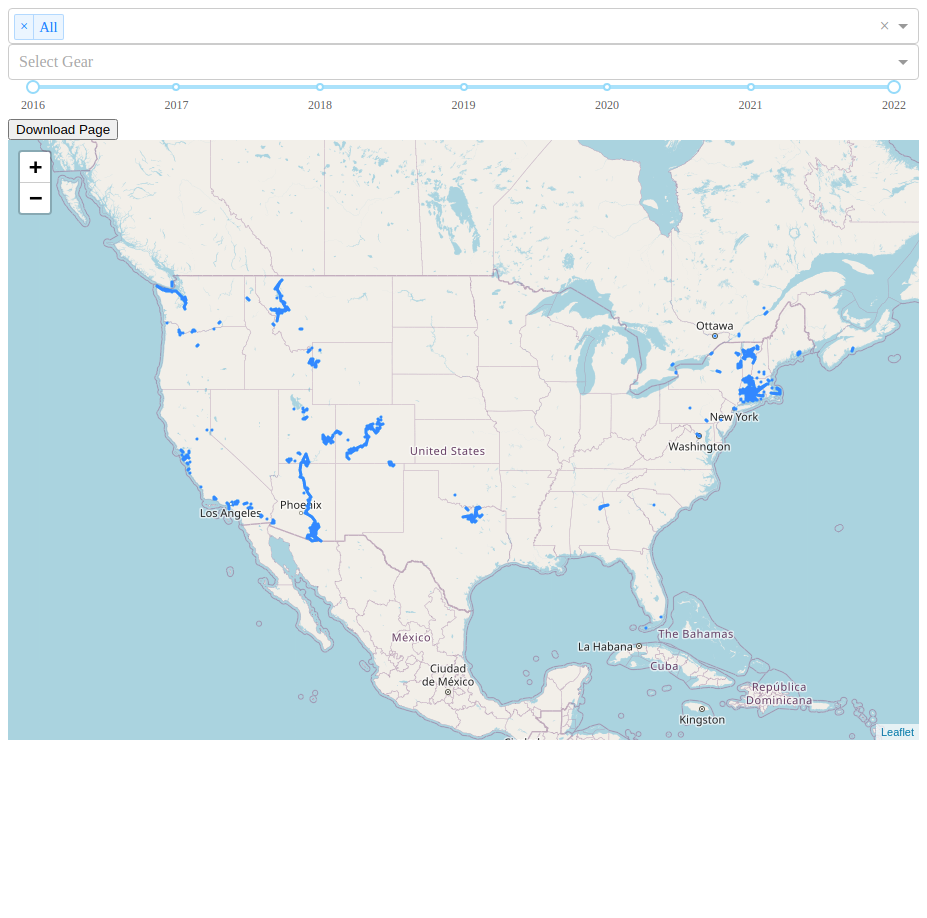 × All ×
Select Gear
2016 2017 2018 2019 2020 2021 2022
Download Page
+
−
Ottawa
New York
United States
Washington
Phoenix
Los Angeles
México
The Bahamas
La Habana
Cuba
Ciudad
de México
República
Dominicana
Kingston
Leaflet